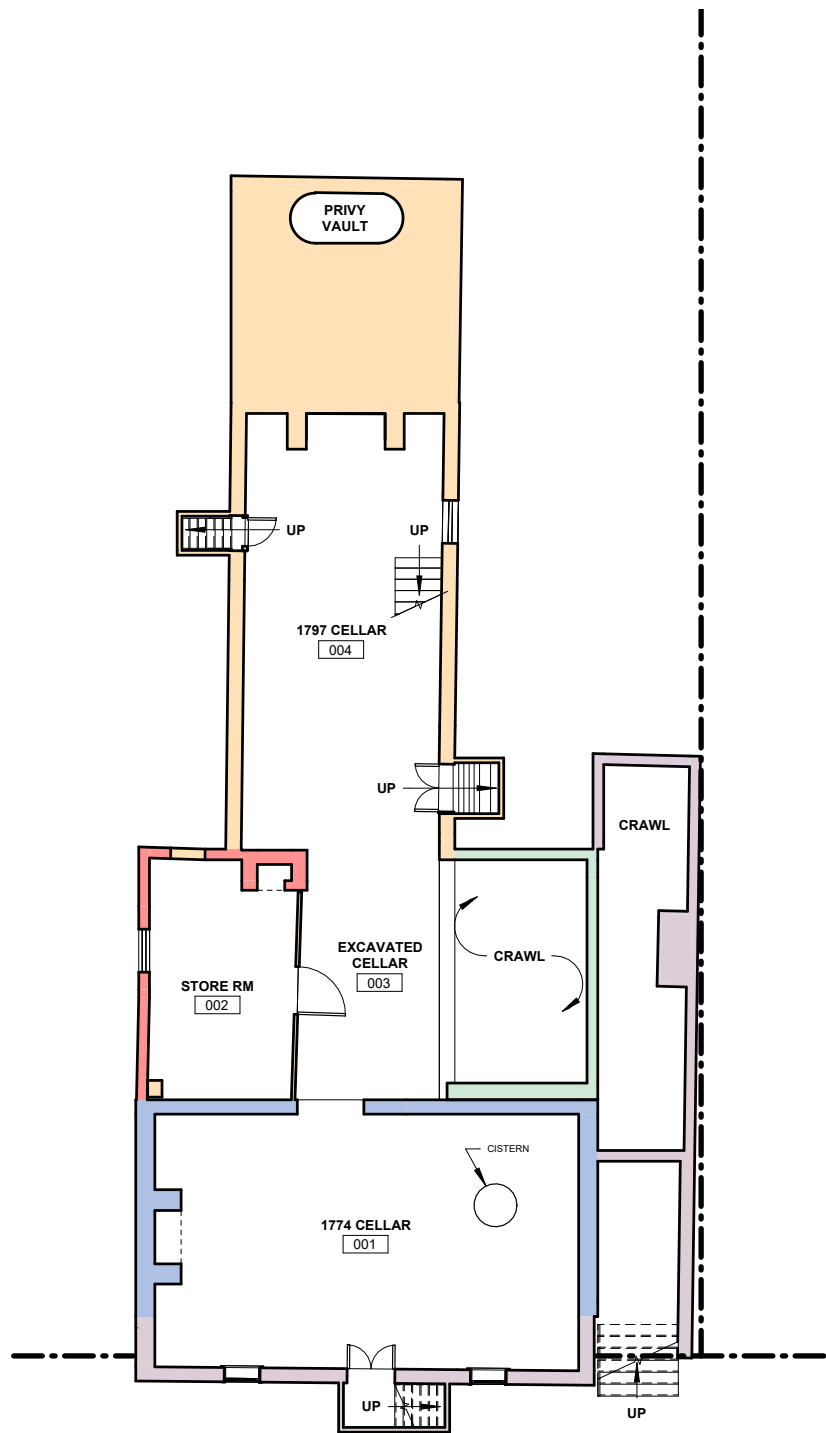 PRIVY
VAULT
UP
UP
1797 CELLAR
004
UP
CRAWL
EXCAVATED
CELLAR
003
CRAWL
STORE RM
002
CISTERN
1774 CELLAR
001
UP
UP